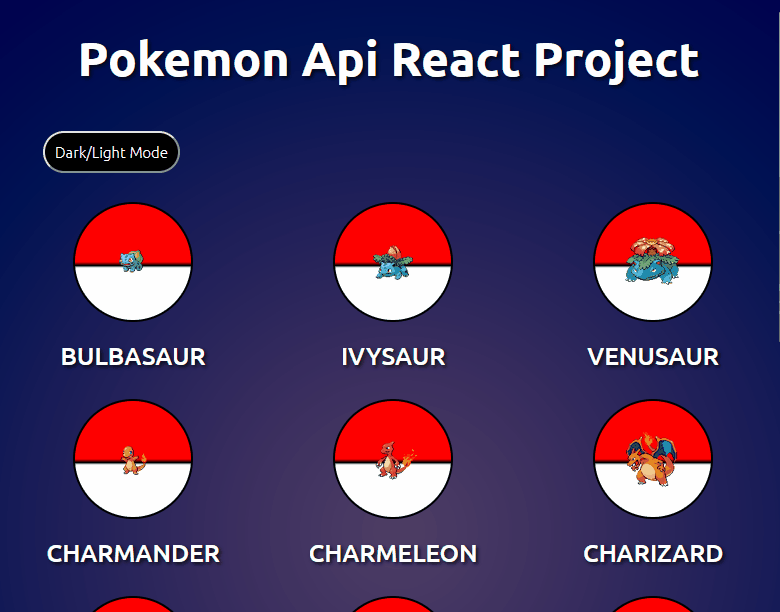 Pokemon Api React Project
Dark/Light Mode
BULBASAUR IVYSAUR VENUSAUR
CHARMANDER CHARMELEON CHARIZARD